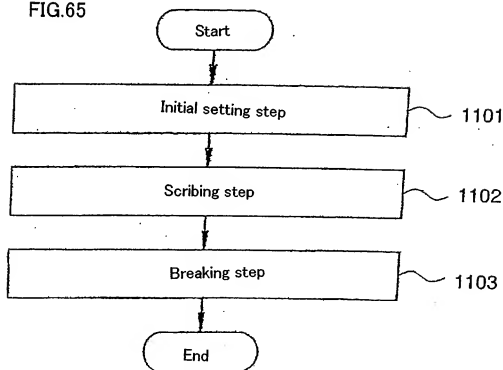 FIG.65
Start
Initial setting step
1101
Scribing step
1102
Breaking step
1103
End